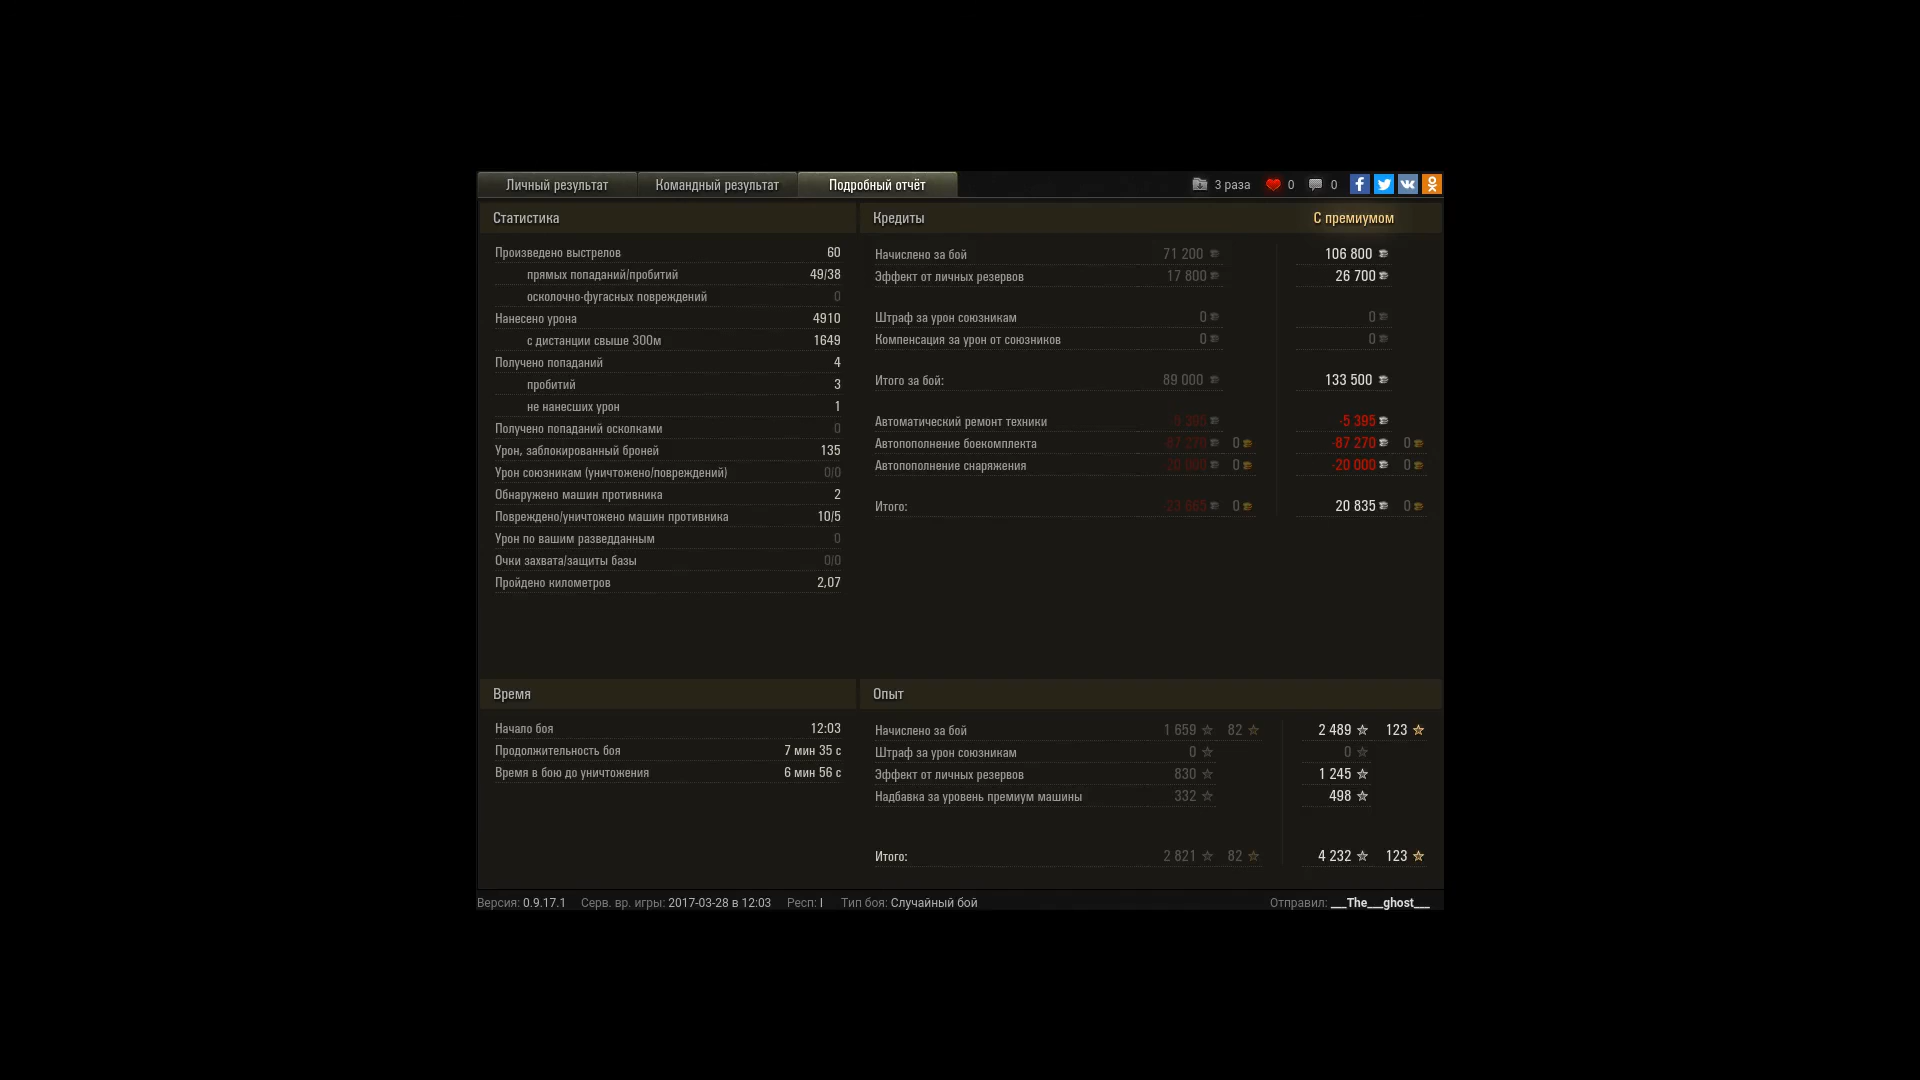 Личный результат Командный результат Подробный отчёт 3 раза 0 0
Статистика
Произведено выстрелов 60
прямых попаданий/пробитий 49/38
осколочно-фугасных повреждений 0
Нанесено урона 4910
с дистанции свыше 300м 1649
Получено попаданий 4
пробитий 3
не нанесших урон 1
Получено попаданий осколками 0
Урон, заблокированный броней 135
Урон союзникам (уничтожено/повреждений) 0/0
Обнаружено машин противника 2
Повреждено/уничтожено машин противника 10/5
Урон по вашим разведданным 0
Очки захвата/защиты базы 0/0
Пройдено километров 2,07
Кредиты С премиумом
Начислено за бой 71 200 106 800
Эффект от личных резервов 17 800 26 700
Штраф за урон союзникам 0 0
Компенсация за урон от союзников 0 0
Итого за бой: 89 000 133 500
Автоматический ремонт техники -5 395
Автопополнение боекомплекта -87 270 0 -87 270 0
Автопополнение снаряжения -20 000 0 -20 000 0
Итого: 23 665 0 20 835 0
Время
Начало боя 12:03
Продолжительность боя 7 мин 35 с
Время в бою до уничтожения 6 мин 56 с
Опыт
Начислено за бой 1 659 82 2 489 123
Штраф за урон союзникам 0 0
Эффект от личных резервов 830 1 245
Надбавка за уровень премиум машины 332 498
Итого: 2 821 82 4 232 123
Версия: 0.9.17.1 Серв. вр. игры: 2017-03-28 в 12:03 Респ: I Тип боя: Случайный бой Отправил: ___The___ghost___